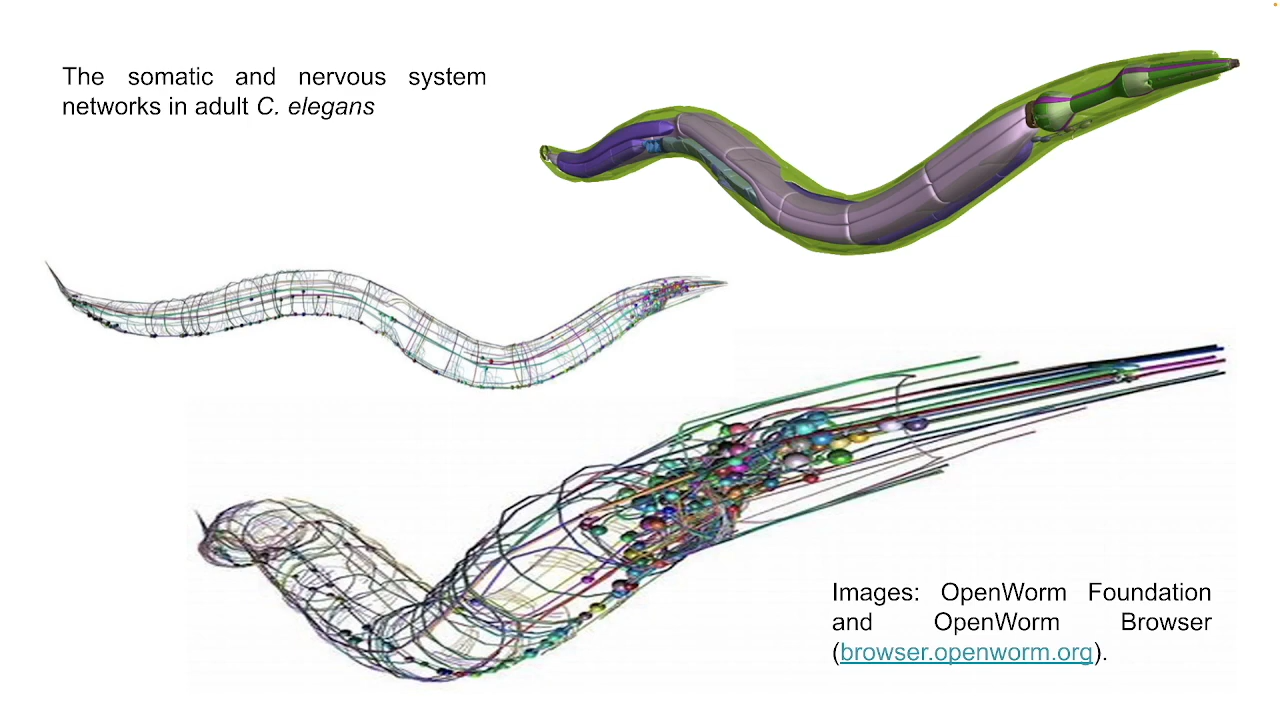 The somatic and nervous system
networks in adult C. elegans
Images: OpenWorm Foundation
and OpenWorm Browser
(browser.openworm.org).